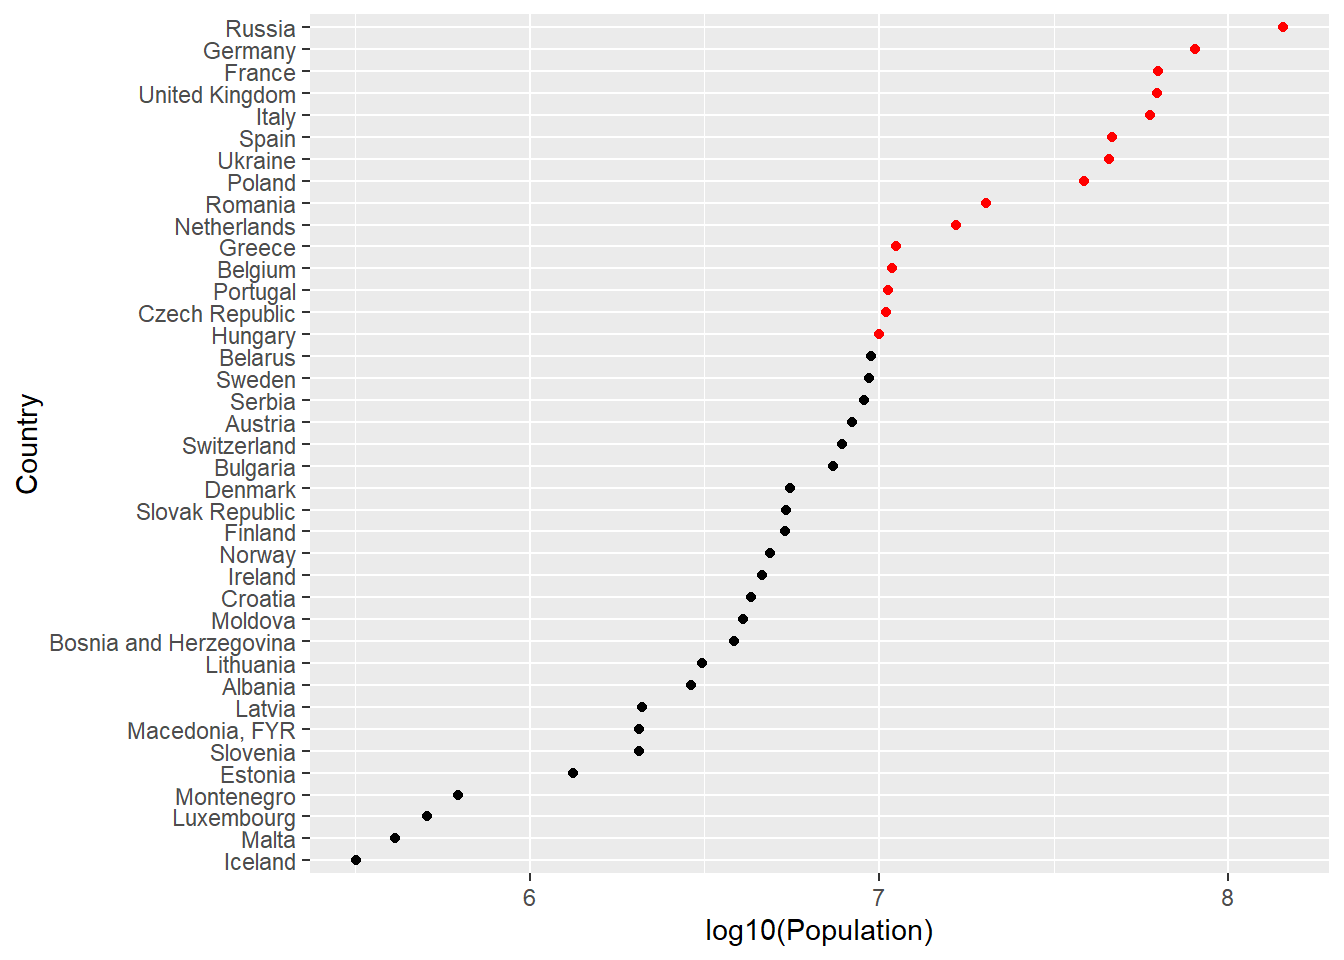 Russia
Germany
France
United Kingdom
Italy
Spain
Ukraine
Poland
Romania
Netherlands
Greece
Belgium
Portugal
Czech Republic
Hungary
Belarus
Sweden
Serbia
Austria
Switzerland
Bulgaria
Denmark
Slovak Republic
Finland
Norway
Ireland
Croatia
Moldova
Bosnia and Herzegovina
Lithuania
Albania
Latvia
Macedonia, FYR
Slovenia
Estonia
Montenegro
Luxembourg
Malta
Iceland
Country
6 7 8
log10(Population)